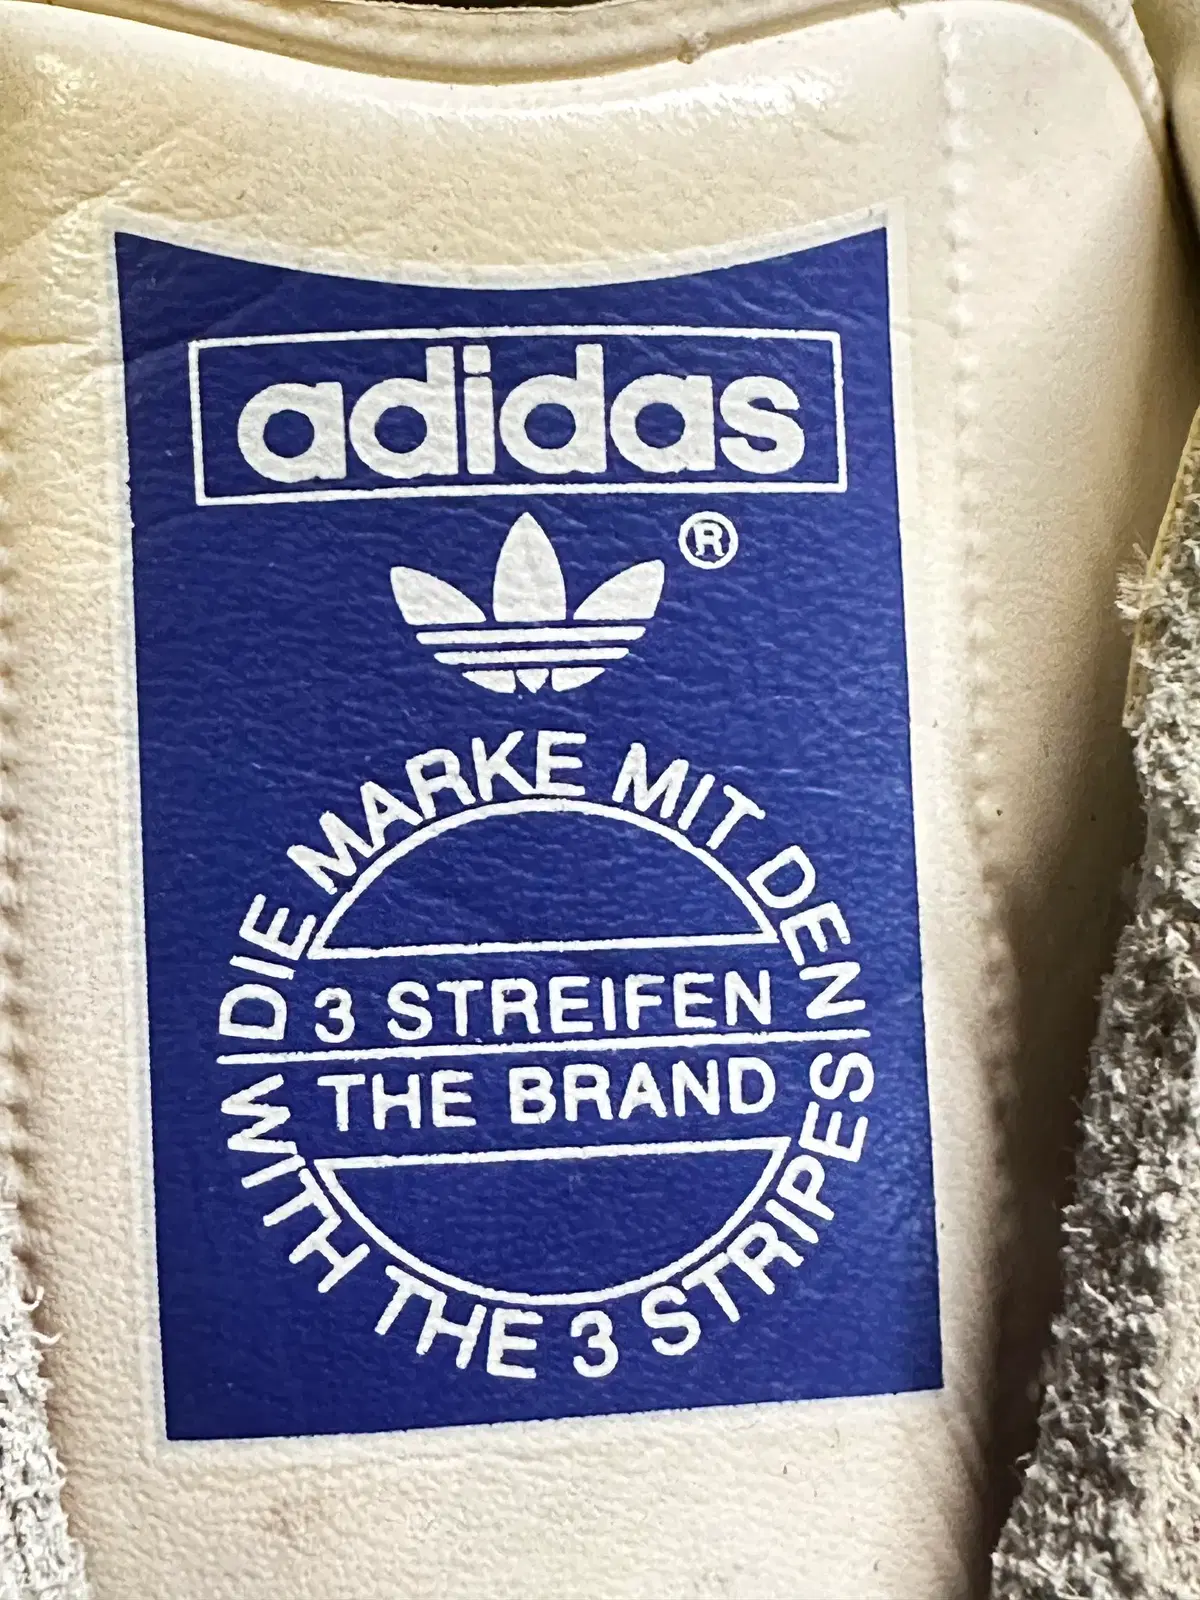 adidas
®
DIE MARKE MIT DEN
3 STREIFEN
THE BRAND
WITH THE 3 STRIPES